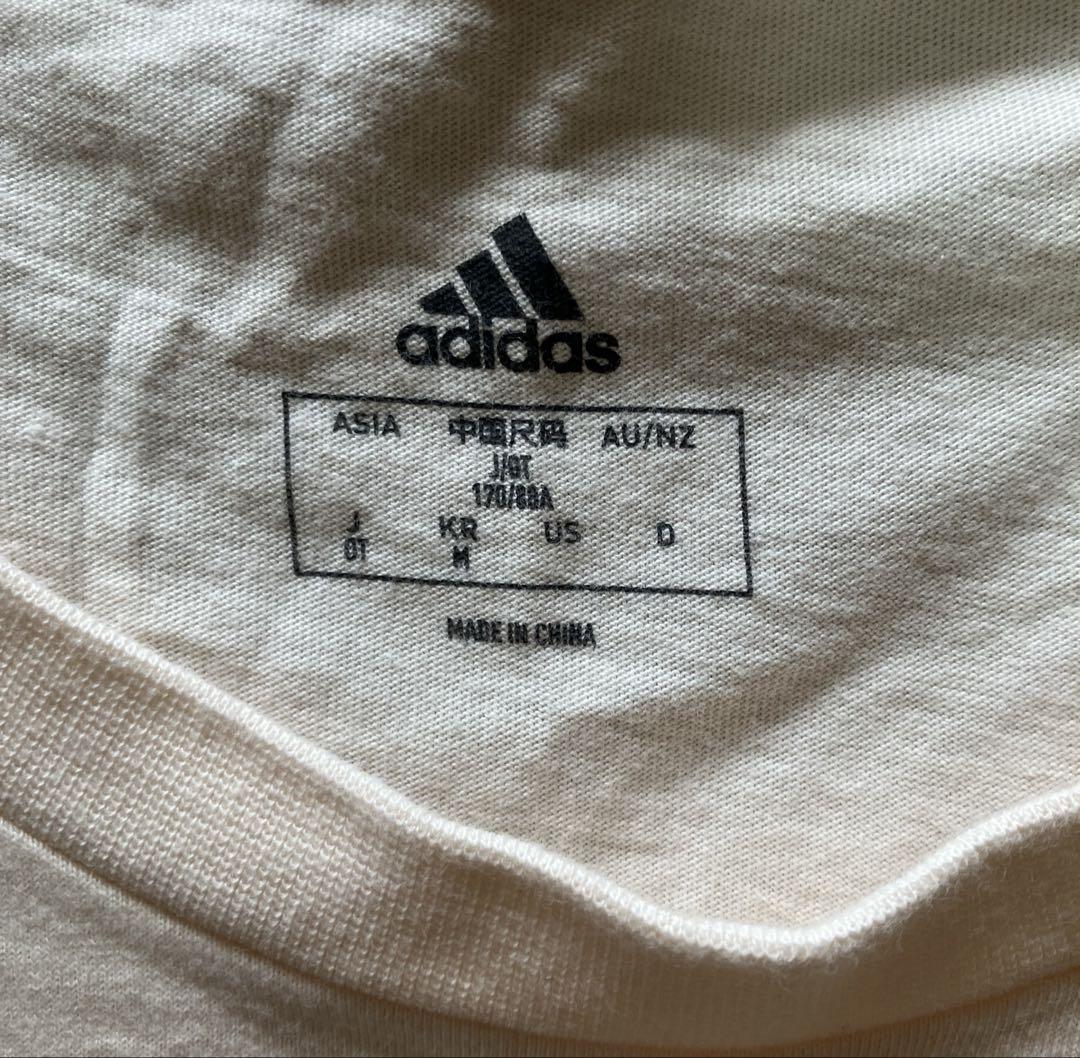 adidas
ASIA 中国尺码 AU/NZ
J/OT
170/88A
J KR US D
OT M
MADE IN CHINA